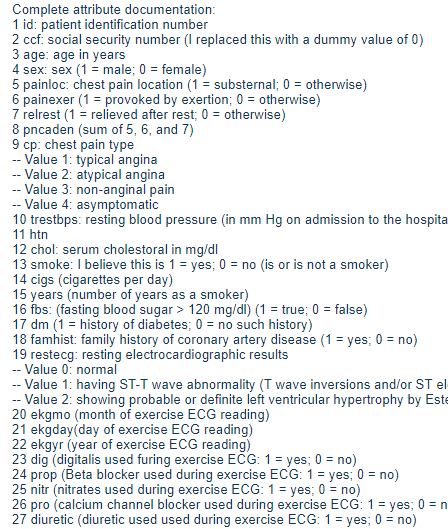 Complete attribute documentation:
1 id: patient identification number
2 ccf: social security number (I replaced this with a dummy value of 0)
3 age: age in years
4 sex: sex (1 = male; 0 = female)
5 painloc: chest pain location (1 = substernal; 0 = otherwise)
6 painexer (1 = provoked by exertion; 0 = otherwise)
7 relrest (1 = relieved after rest; 0 = otherwise)
8 pncaden (sum of 5, 6, and 7)
9 cp: chest pain type
-- Value 1: typical angina
-- Value 2: atypical angina
-- Value 3: non-anginal pain
-- Value 4: asymptomatic
10 trestbps: resting blood pressure (in mm Hg on admission to the hospita
11 htn
12 chol: serum cholestoral in mg/dl
13 smoke: I believe this is 1 = yes; 0 = no (is or is not a smoker)
14 cigs (cigarettes per day)
15 years (number of years as a smoker)
16 fbs: (fasting blood sugar > 120 mg/dl) (1 = true; 0 = false)
17 dm (1 = history of diabetes; 0 = no such history)
18 famhist: family history of coronary artery disease (1 = yes; 0 = no)
19 restecg: resting electrocardiographic results
-- Value 0: normal
-- Value 1: having ST-T wave abnormality (T wave inversions and/or ST el
-- Value 2: showing probable or definite left ventricular hypertrophy by Este
20 ekgmo (month of exercise ECG reading)
21 ekgday(day of exercise ECG reading)
22 ekgyr (year of exercise ECG reading)
23 dig (digitalis used furing exercise ECG: 1 = yes; 0 = no)
24 prop (Beta blocker used during exercise ECG: 1 = yes; 0 = no)
25 nitr (nitrates used during exercise ECG: 1 = yes; 0 = no)
26 pro (calcium channel blocker used during exercise ECG: 1 = yes; 0 = n
27 diuretic (diuretic used used during exercise ECG: 1 = yes; 0 = no)